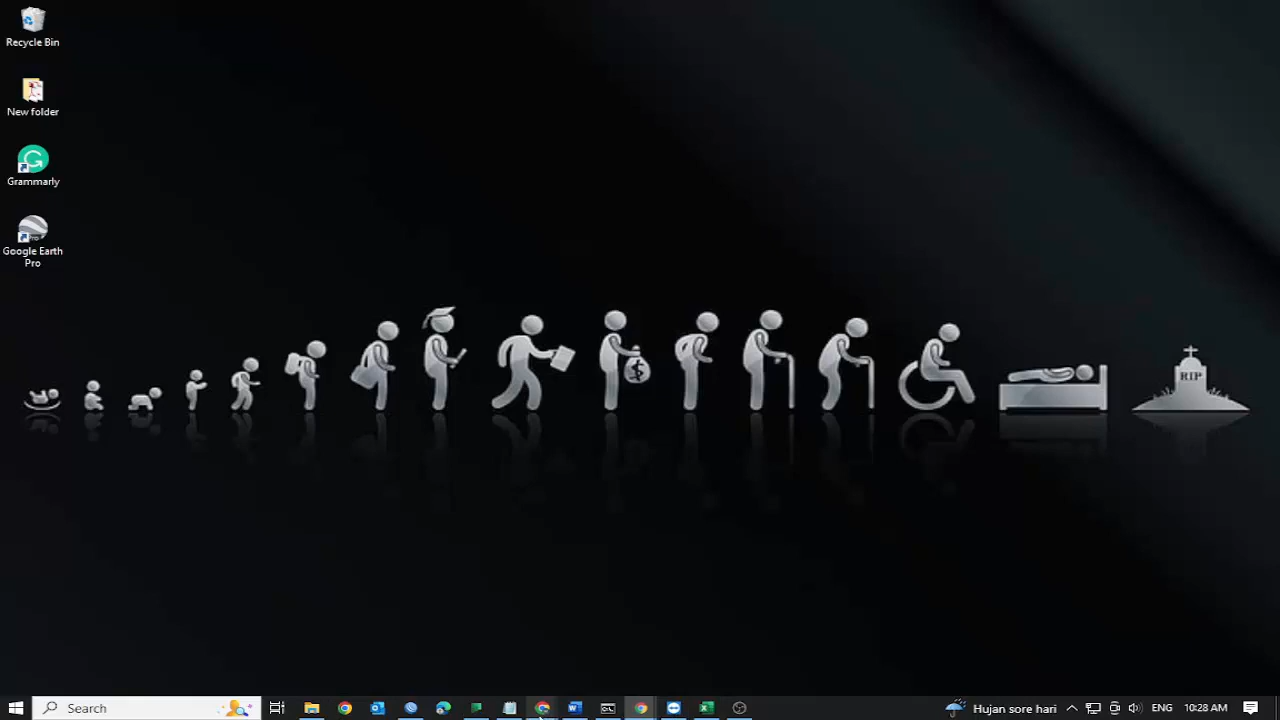 Recycle Bin
New folder
Grammarly
Google Earth
Pro
RIP
Search
Hujan sore hari
ENG
10:28 AM